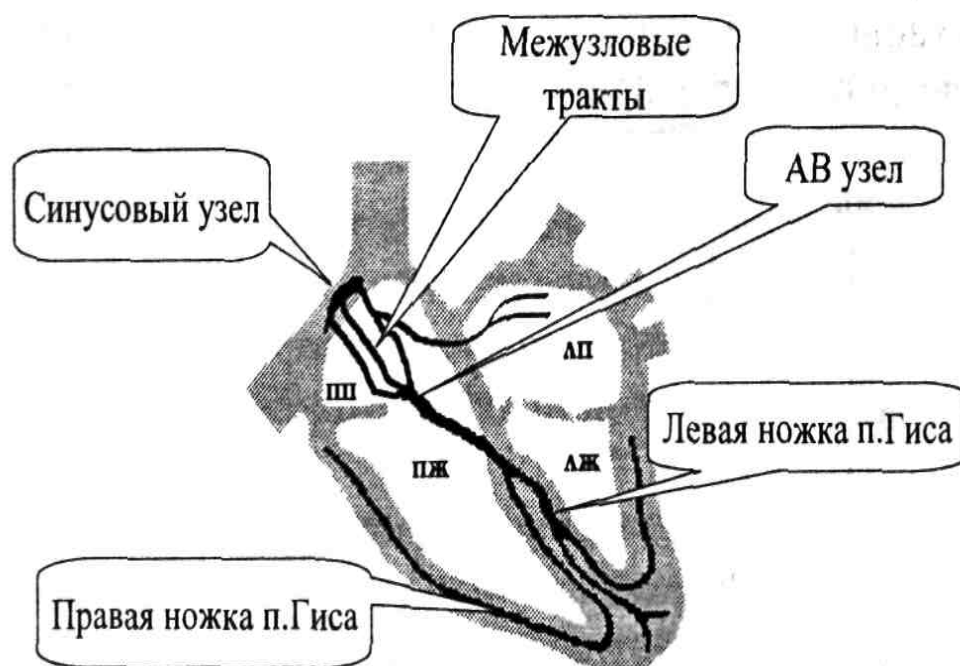 Межузловые
тракты
АВ узел
Синусовый узел
ЛП
ПП
Левая ножка п.Гиса
ПЖ
ЛЖ
Правая ножка п.Гиса